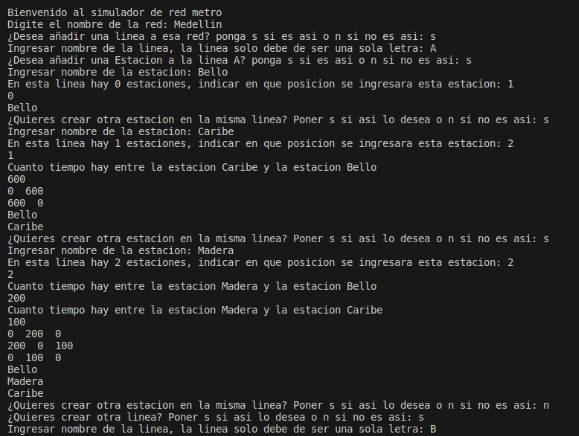 Bienvenido al simulador de red metro
Digite el nombre de la red: Medellin
¿Desea añadir una linea a esa red? ponga s si es asi o n si no es asi: s
Ingresar nombre de la linea, la linea solo debe de ser una sola letra: A
¿Desea añadir una Estacion a la linea A? ponga s si es asi o n si no es asi: s
Ingresar nombre de la estacion: Bello
En esta linea hay 0 estaciones, indicar en que posicion se ingresara esta estacion: 1
0
Bello
¿Quieres crear otra estacion en la misma linea? Poner s si asi lo desea o n si no es asi: s
Ingresar nombre de la estacion: Caribe
En esta linea hay 1 estaciones, indicar en que posicion se ingresara esta estacion: 2
1
Cuanto tiempo hay entre la estacion Caribe y la estacion Bello
600
0  600
600  0
Bello
Caribe
¿Quieres crear otra estacion en la misma linea? Poner s si asi lo desea o n si no es asi: s
Ingresar nombre de la estacion: Madera
En esta linea hay 2 estaciones, indicar en que posicion se ingresara esta estacion: 2
2
Cuanto tiempo hay entre la estacion Madera y la estacion Bello
200
Cuanto tiempo hay entre la estacion Madera y la estacion Caribe
100
0  200  0
200  0  100
0  100  0
Bello
Madera
Caribe
¿Quieres crear otra estacion en la misma linea? Poner s si asi lo desea o n si no es asi: n
¿Quieres crear otra linea? Poner s si asi lo desea o n si no es asi: s
Ingresar nombre de la linea, la linea solo debe de ser una sola letra: B